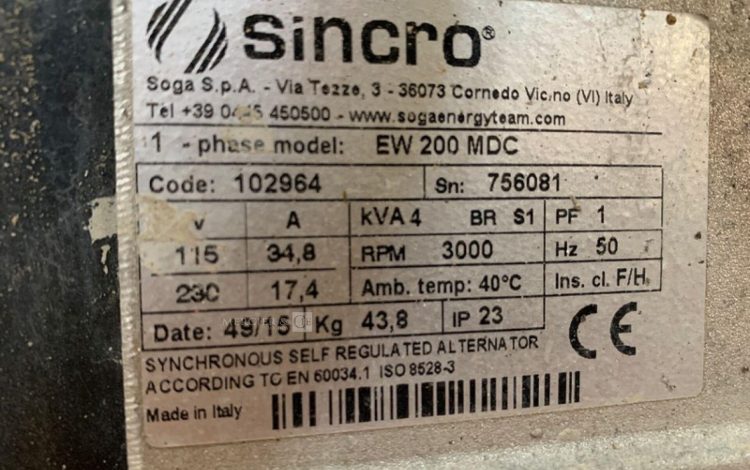 sincro®
Soga S.p.A. - Via Tezze, 3 - 36073 Cornedo Vicino (VI) Italy
Tel +39 0445 450500 - www.sogaenergyteam.com
1 - phase model: EW 200 MDC
Code: 102964 Sn: 756081
V A kVA 4 BR S1 PF 1
115 34,8 RPM 3000 Hz 50
230 17,4 Amb. temp: 40°C Ins. cl. F/H
Date: 49/15 Kg 43,8 IP 23 CE
SYNCHRONOUS SELF REGULATED ALTERNATOR
ACCORDING TO EN 60034.1 ISO 8528-3
Made in Italy